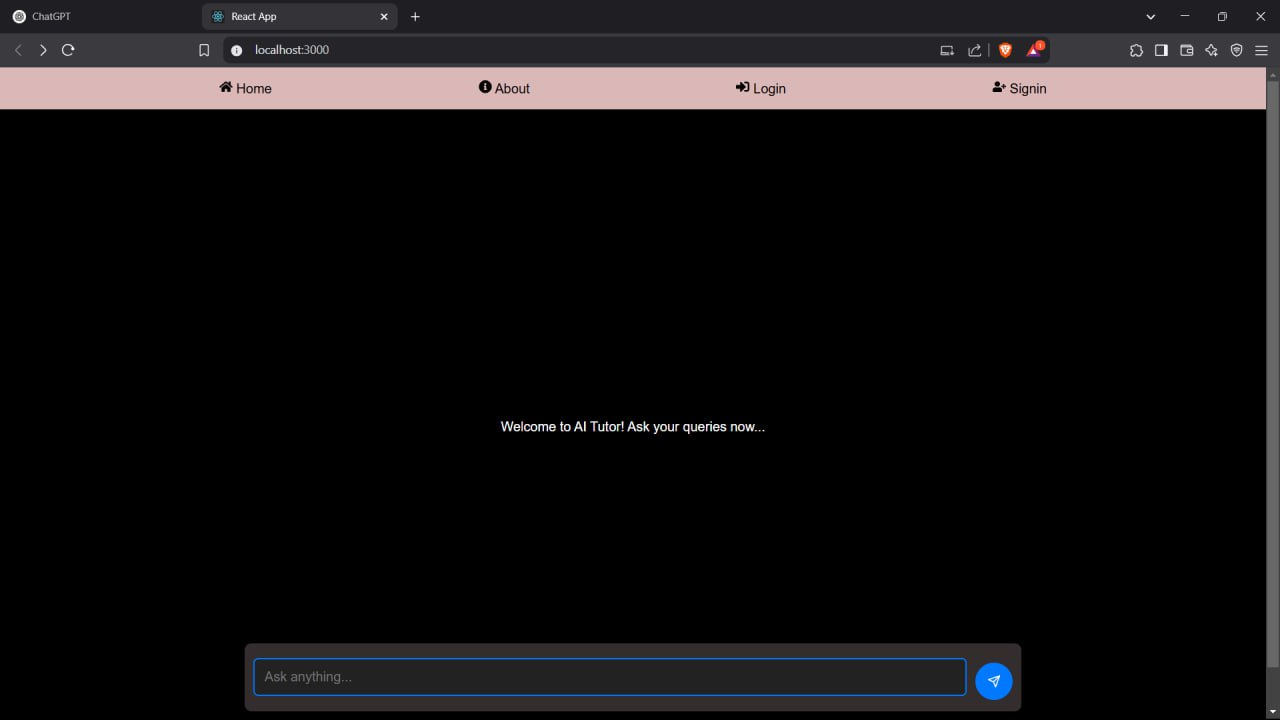 ChatGPT
React App
localhost:3000
1
Home
About
Login
Signin
Welcome to AI Tutor! Ask your queries now...
Ask anything...